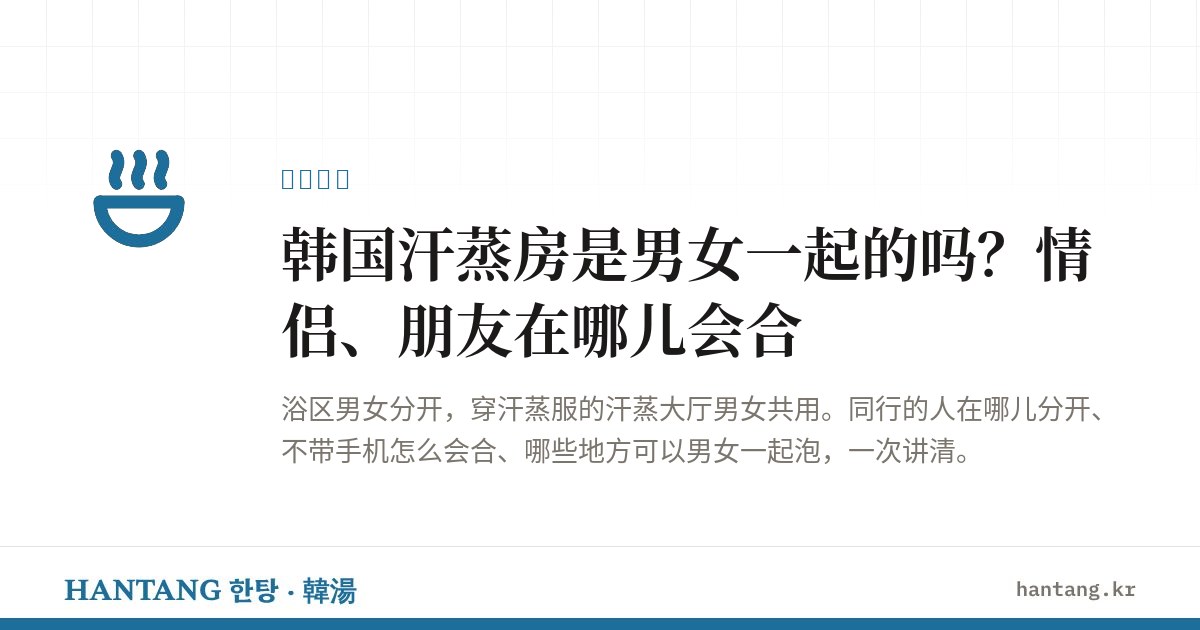 韩国汗蒸房是男女一起的吗？情
侣、朋友在哪儿会合
浴区男女分开，穿汗蒸服的汗蒸大厅男女共用。同行的人在哪儿分开、
不带手机怎么会合、哪些地方可以男女一起泡，一次讲清。
HANTANG 한탕 · 韓湯
hantang.kr